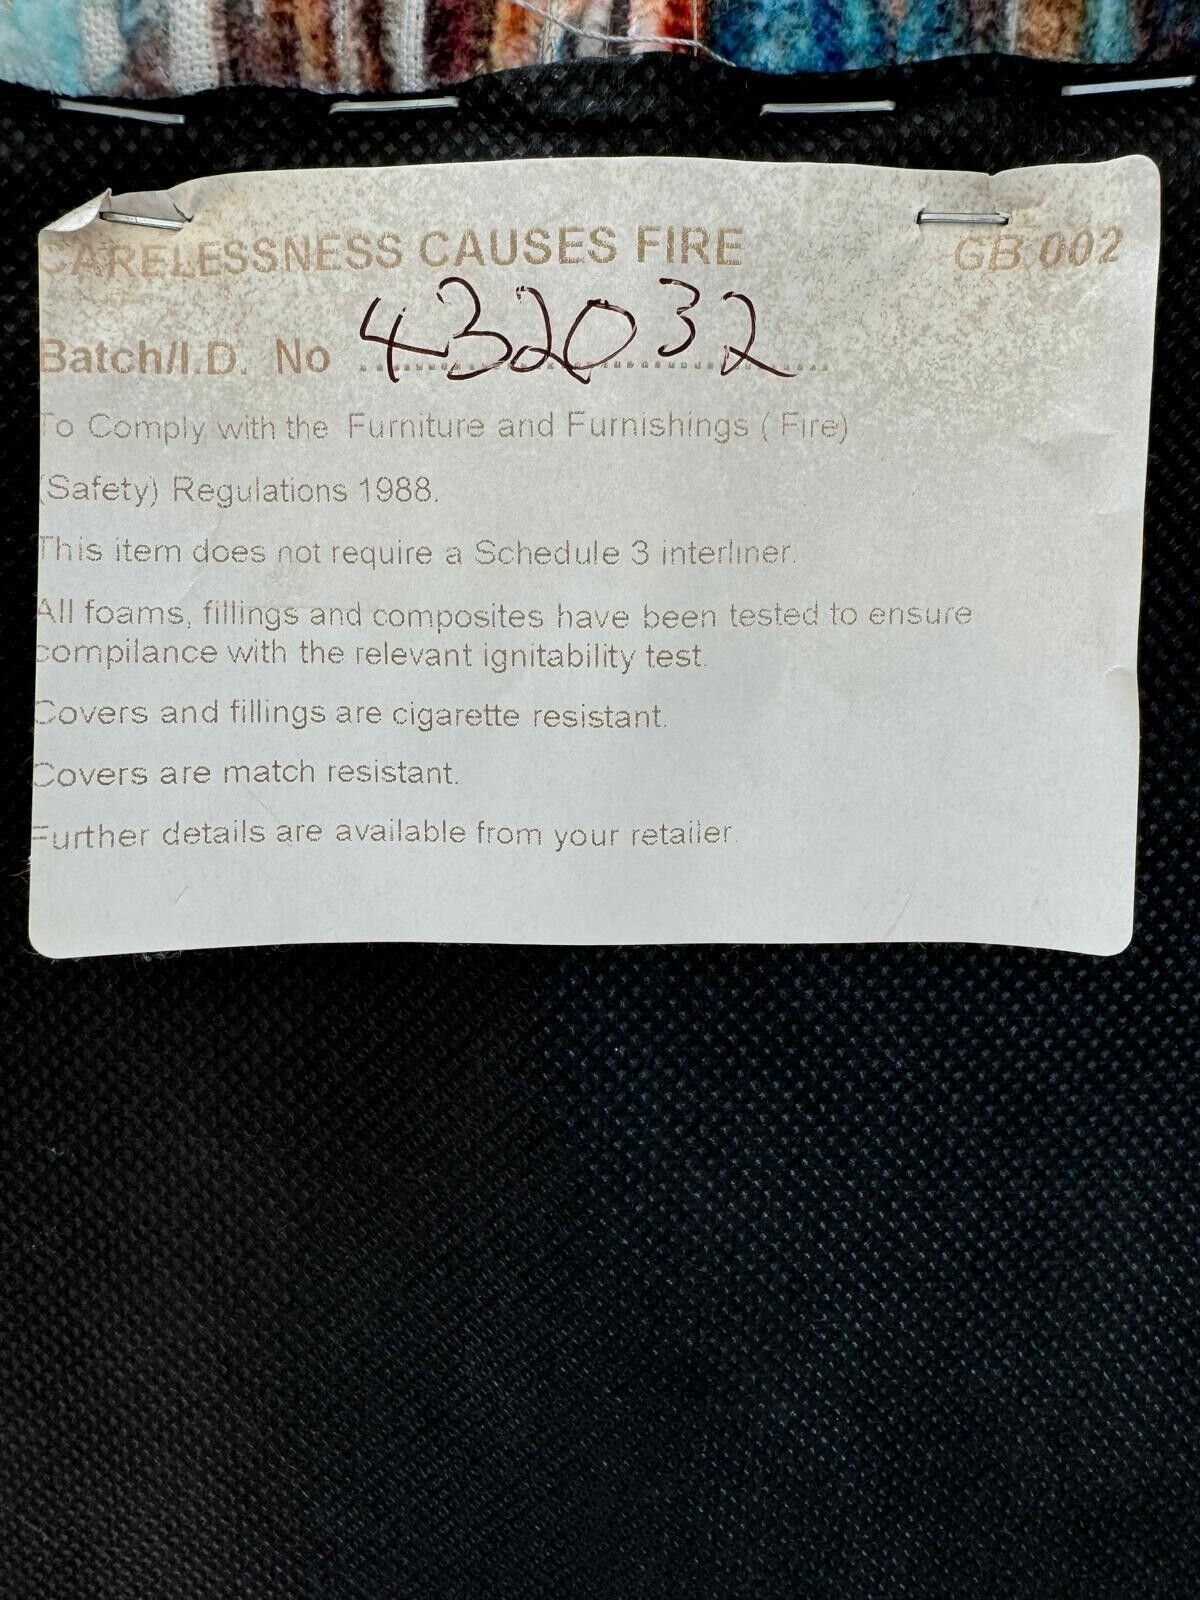 CARELESSNESS CAUSES FIRE GB 002
Batch/I.D. No 432032
To Comply with the Furniture and Furnishings ( Fire)
(Safety) Regulations 1988.
This item does not require a Schedule 3 interliner.
All foams, fillings and composites have been tested to ensure
compilance with the relevant ignitability test.
Covers and fillings are cigarette resistant.
Covers are match resistant.
Further details are available from your retailer.